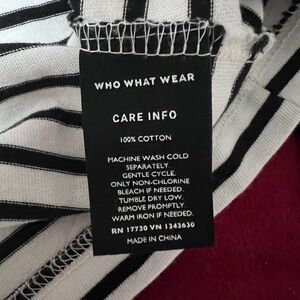 WHO WHAT WEAR
CARE INFO
100% COTTON
MACHINE WASH COLD
SEPARATELY.
GENTLE CYCLE.
ONLY NON-CHLORINE
BLEACH IF NEEDED.
TUMBLE DRY LOW.
REMOVE PROMPTLY.
WARM IRON IF NEEDED.
RN 17730 VN 1343630
MADE IN CHINA